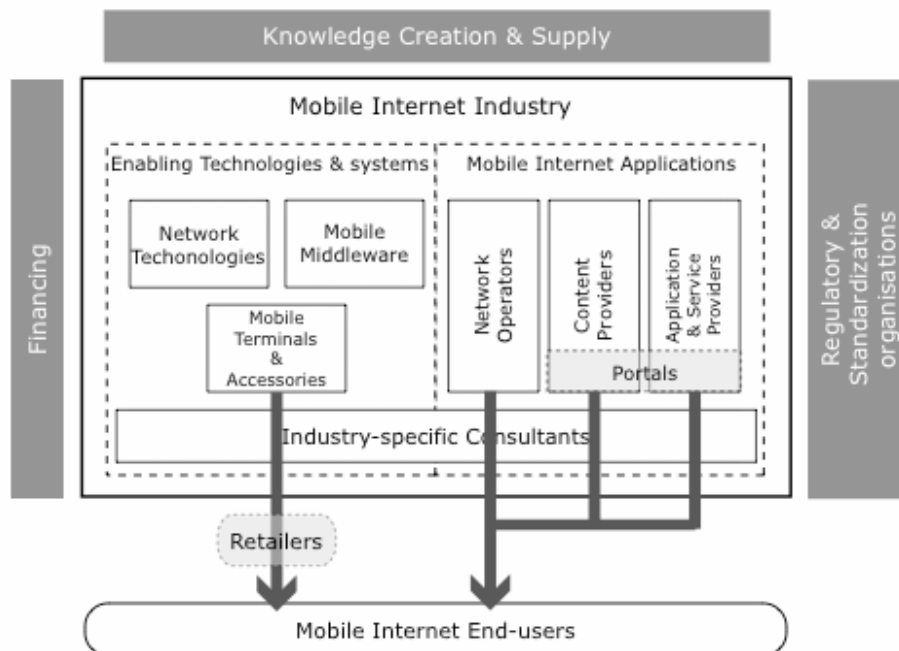 Knowledge Creation & Supply
Financing
Mobile Internet Industry
Enabling Technologies & systems
Mobile Internet Applications
Network
Techonologies
Mobile
Middleware
Mobile
Terminals
&
Accessories
Network
Operators
Content
Providers
Application
& Service
Providers
Portals
Industry-specific Consultants
Regulatory &
Standardization
organisations
Retailers
Mobile Internet End-users